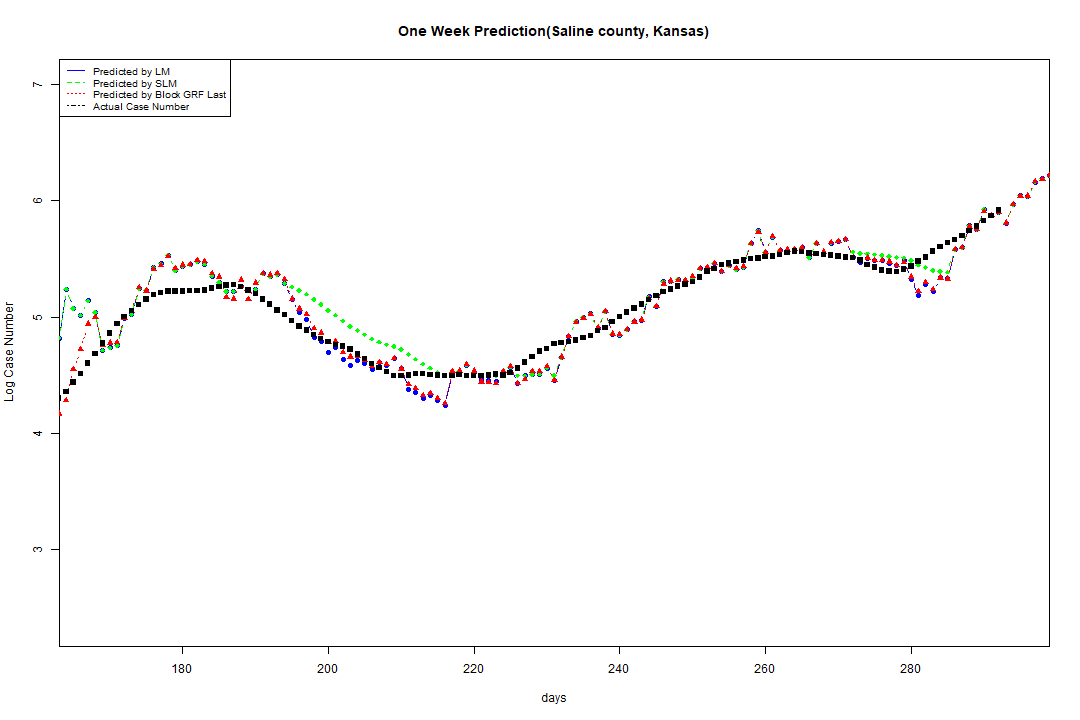 One Week Prediction(Saline county, Kansas)
Predicted by LM
Predicted by SLM
Predicted by Block GRF Last
Actual Case Number
7
6
5
4
3
Log Case Number
180 200 220 240 260 280
days